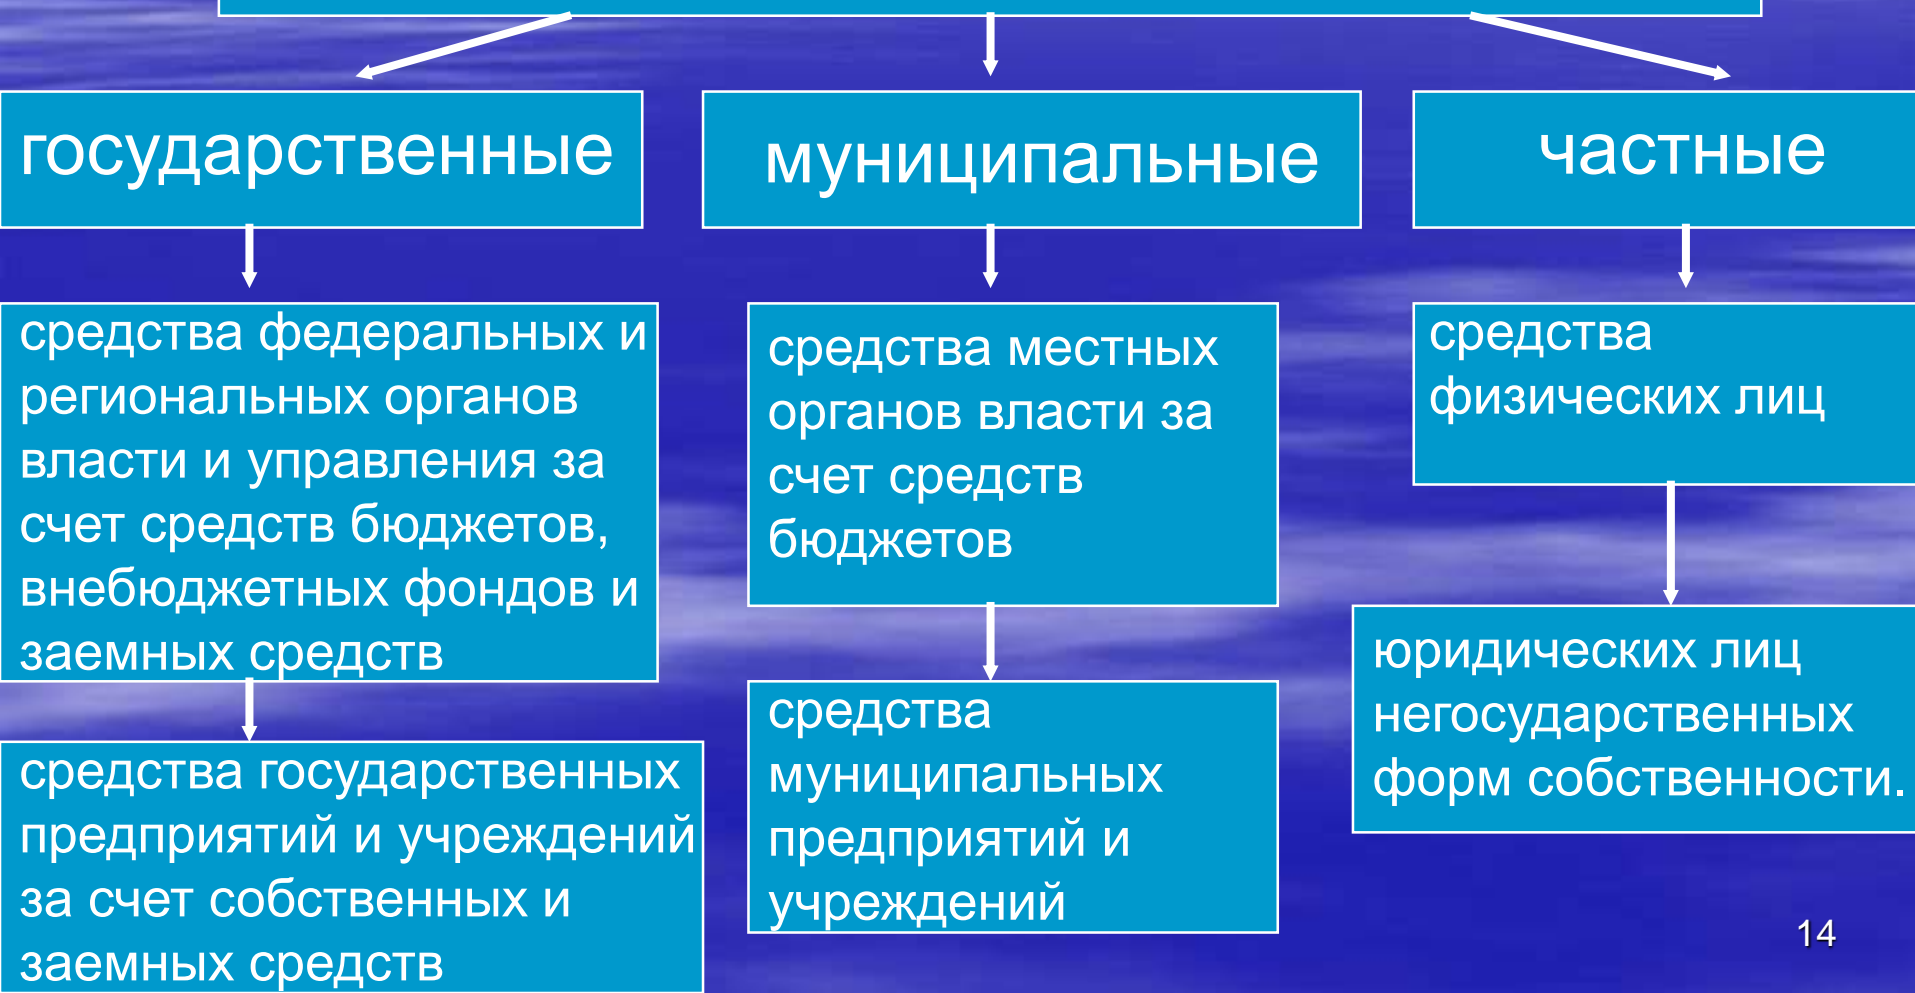 государственные
муниципальные
частные
средства федеральных и
региональных органов
власти и управления за
счет средств бюджетов,
внебюджетных фондов и
заемных средств
средства местных
органов власти за
счет средств
бюджетов
средства
физических лиц
средства государственных
предприятий и учреждений
за счет собственных и
заемных средств
средства
муниципальных
предприятий и
учреждений
юридических лиц
негосударственных
форм собственности.
14